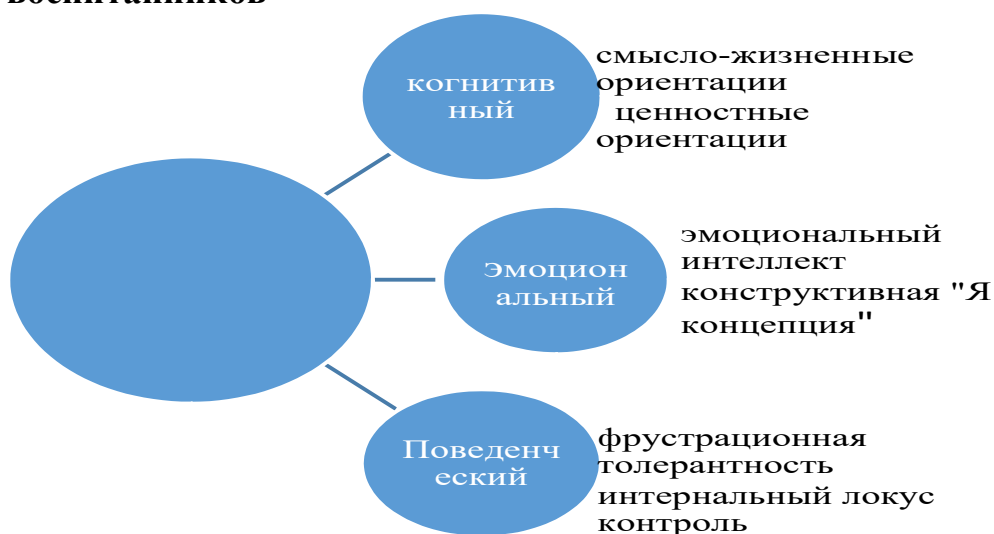 воспитанников
когнитив
ный
смысло-жизненные
ориентации
ценностные
ориентации
Эмоцион
альный
эмоциональный
интеллект
конструктивная "Я
концепция"
Поведенч
еский
фрустрационная
толерантность
интернальный локус
контроль